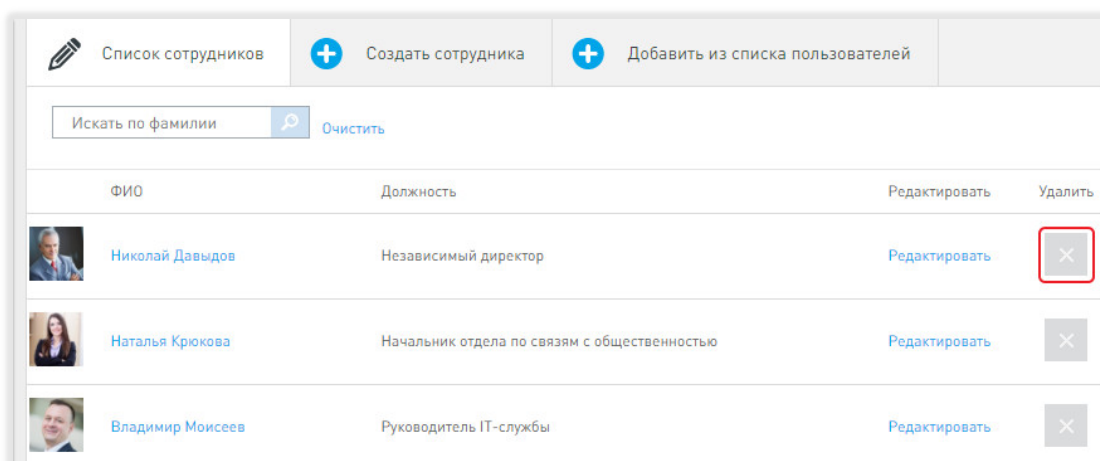 Список сотрудников Создать сотрудника Добавить из списка пользователей
Искать по фамилии Очистить
ФИО Должность Редактировать Удалить
Николай Давыдов Независимый директор Редактировать
Наталья Крюкова Начальник отдела по связям с общественностью Редактировать
Владимир Моисеев Руководитель IT-службы Редактировать